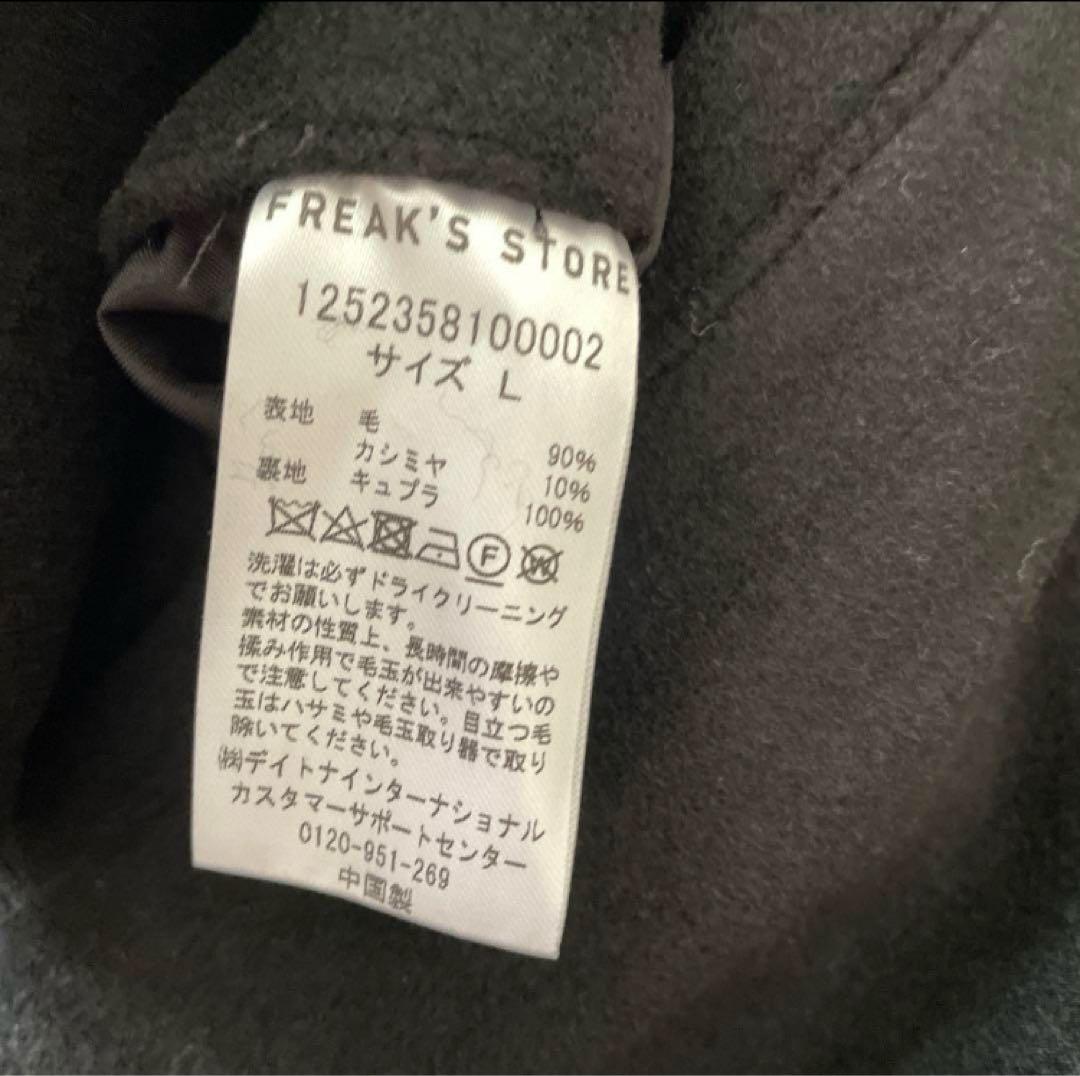 FREAK'S STORE
1252358100002
サイズ L
表地 毛 90%
カシミヤ 10%
裏地 キュプラ 100%
F W
洗濯は必ずドライクリーニング
でお願いします。
素材の性質上、長時間の摩擦や
揉み作用で毛玉が出来やすいの
で注意してください。目立つ毛
玉はハサミや毛玉取り器で取り
除いてください。
㈱デイトナインターナショナル
カスタマーサポートセンター
0120-951-269
中国製